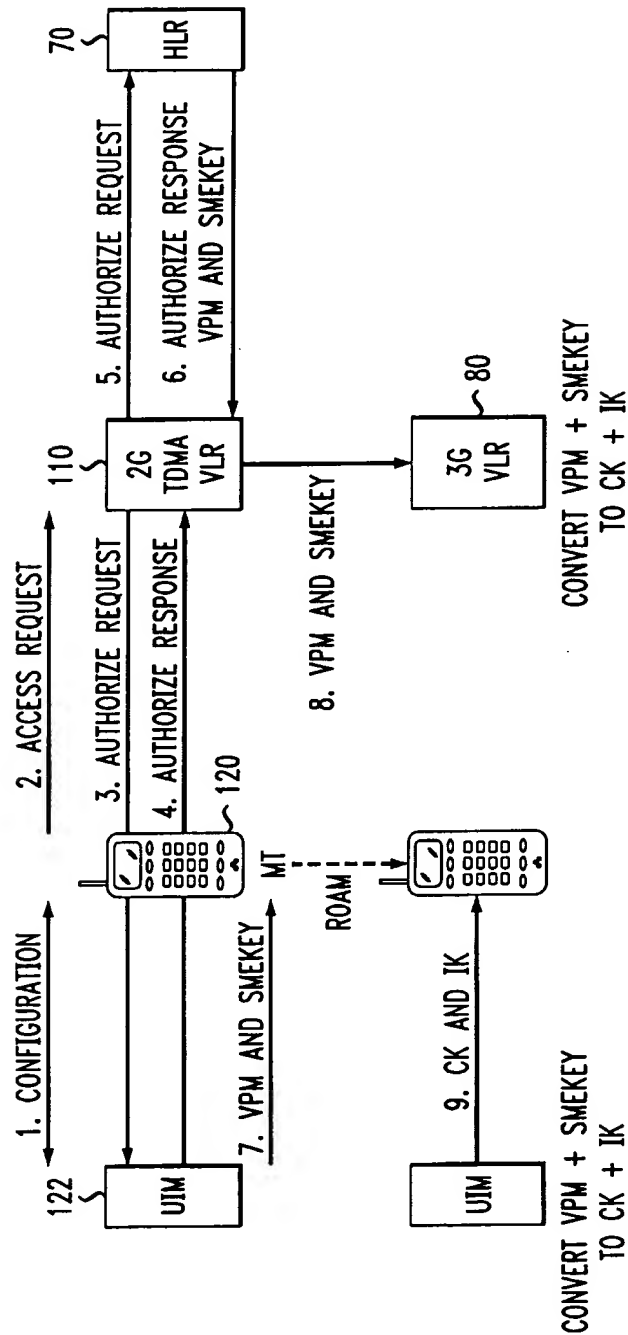 1. CONFIGURATION
2. ACCESS REQUEST
122
UIM
3. AUTHORIZE REQUEST
4. AUTHORIZE RESPONSE
120
110
2G
TDMA
VLR
5. AUTHORIZE REQUEST
6. AUTHORIZE RESPONSE
VPM AND SMEKEY
70
HLR
7. VPM AND SMEKEY
MT
ROAM
8. VPM AND SMEKEY
UIM
9. CK AND IK
80
3G
VLR
CONVERT VPM + SMEKEY
TO CK + IK
CONVERT VPM + SMEKEY
TO CK + IK